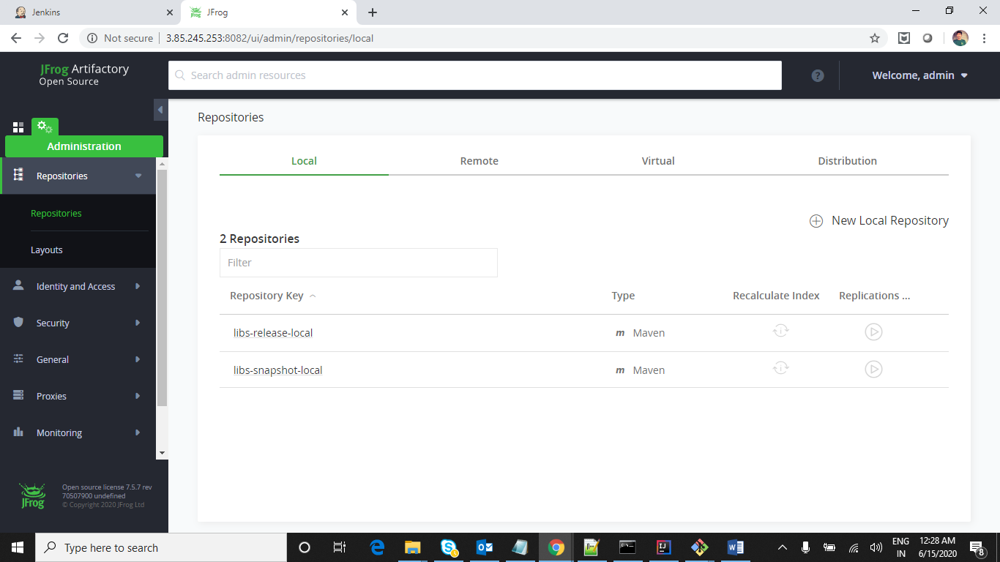 Jenkins
JFrog
Not secure
3.85.245.253:8082/ui/admin/repositories/local
JFrog Artifactory
Open Source
Search admin resources
?
Welcome, admin
Repositories
Administration
Local
Remote
Virtual
Distribution
Repositories
Repositories
Layouts
Identity and Access
Security
General
Proxies
Monitoring
New Local Repository
2 Repositories
Filter
Repository Key
Type
Recalculate Index
Replications ...
libs-release-local
m Maven
libs-snapshot-local
m Maven
JFrog
Open source license 7.5.7 rev
70507900 undefined
© Copyright 2020 JFrog Ltd
Type here to search
ENG
IN
12:28 AM
6/15/2020
8